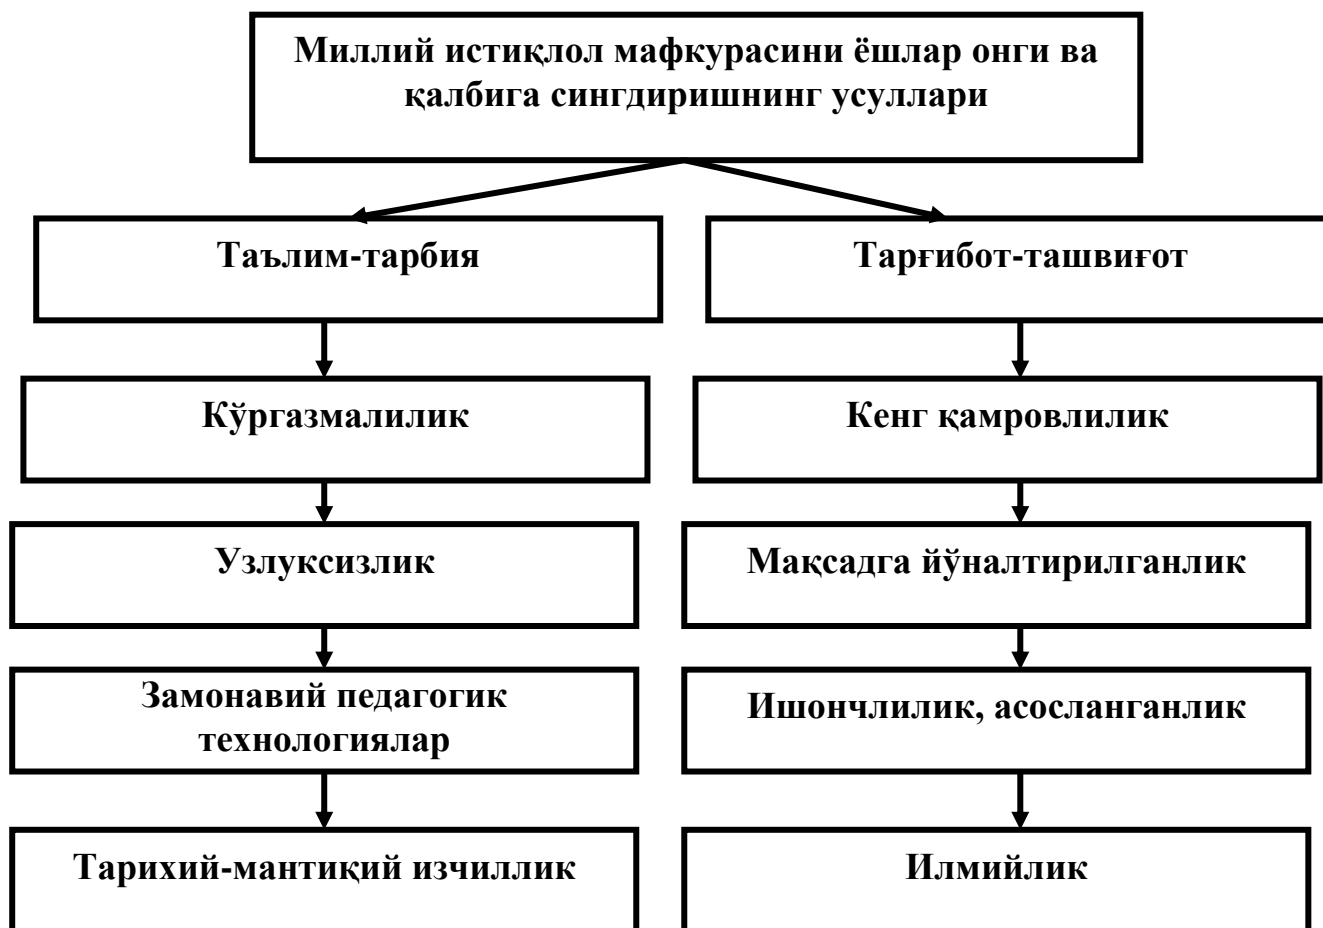 Миллий истиқлол мафкурасини ёшлар онги ва
қалбига сингдиришнинг усуллари
Таълим-тарбия
Тарғибот-ташвиғот
Кўргазмалилик
Кенг қамровлилик
Узлуксизлик
Мақсадга йўналтирилганлик
Замонавий педагогик
технологиялар
Ишончлилик, асосланганлик
Тарихий-мантиқий изчиллик
Илмийлик